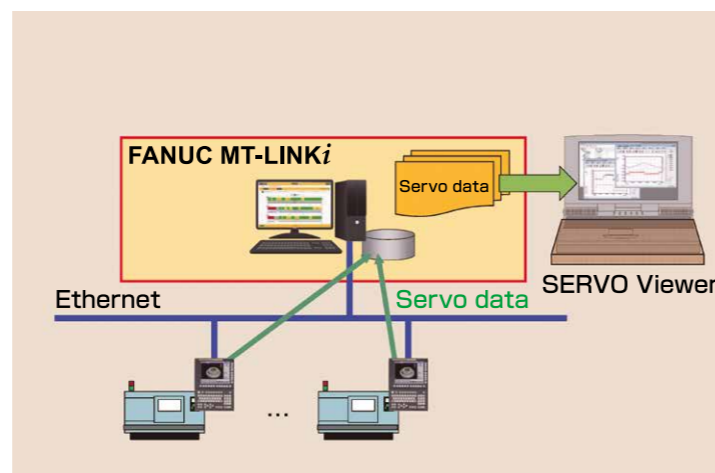 FANUC MT-LINKi
Servo data
SERVO Viewer
Ethernet
Servo data
...